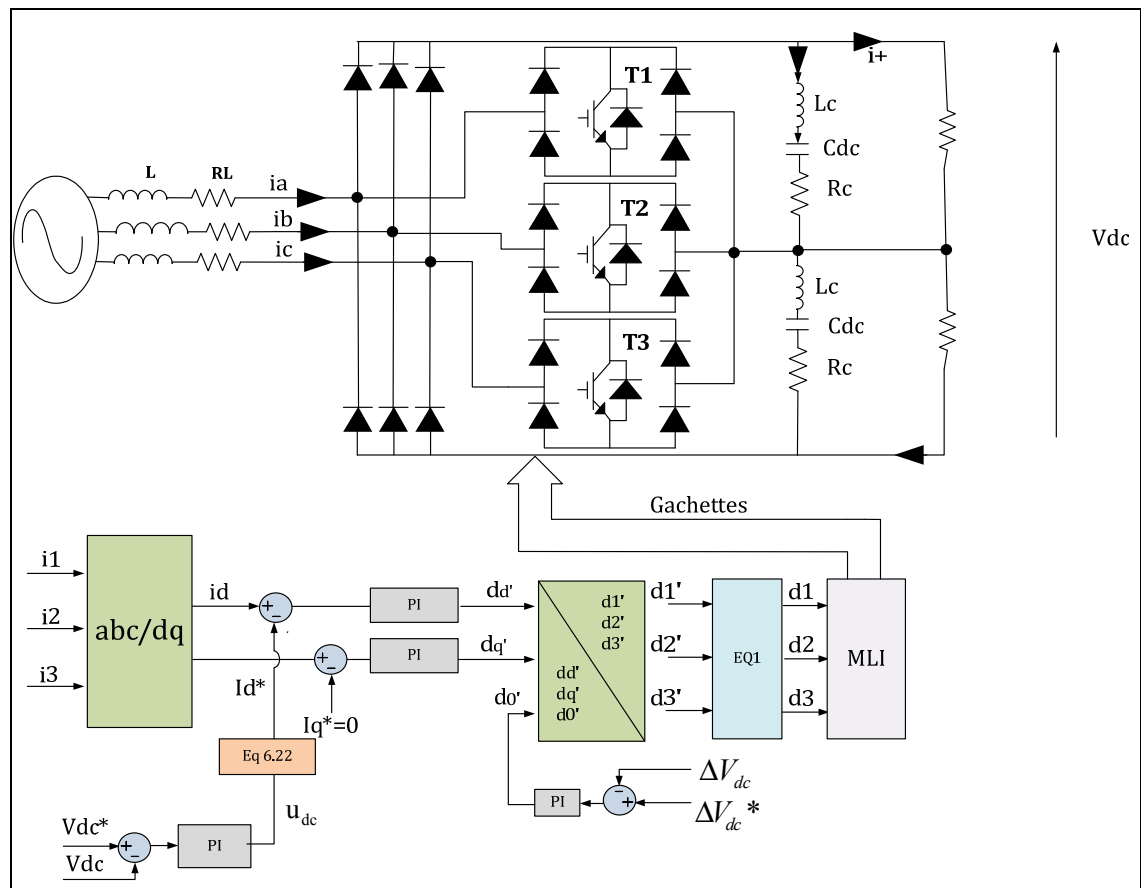 T1
i+
Lc
Cdc
Rc
L
RL
ia
T2
ib
ic
Vdc
Lc
Cdc
Rc
T3
Gachettes
i1
i2
i3
abc/dq
id
+
-
PI
dd'
+
-
PI
dq'
Id*
Iq*=0
d0'
d1'
d2'
d3'
dd'
dq'
d0'
d1'
d2'
d3'
EQ1
d1
d2
d3
MLI
Eq 6.22
ΔVdc
-
+
ΔVdc*
PI
udc
Vdc*
Vdc
+
-
PI